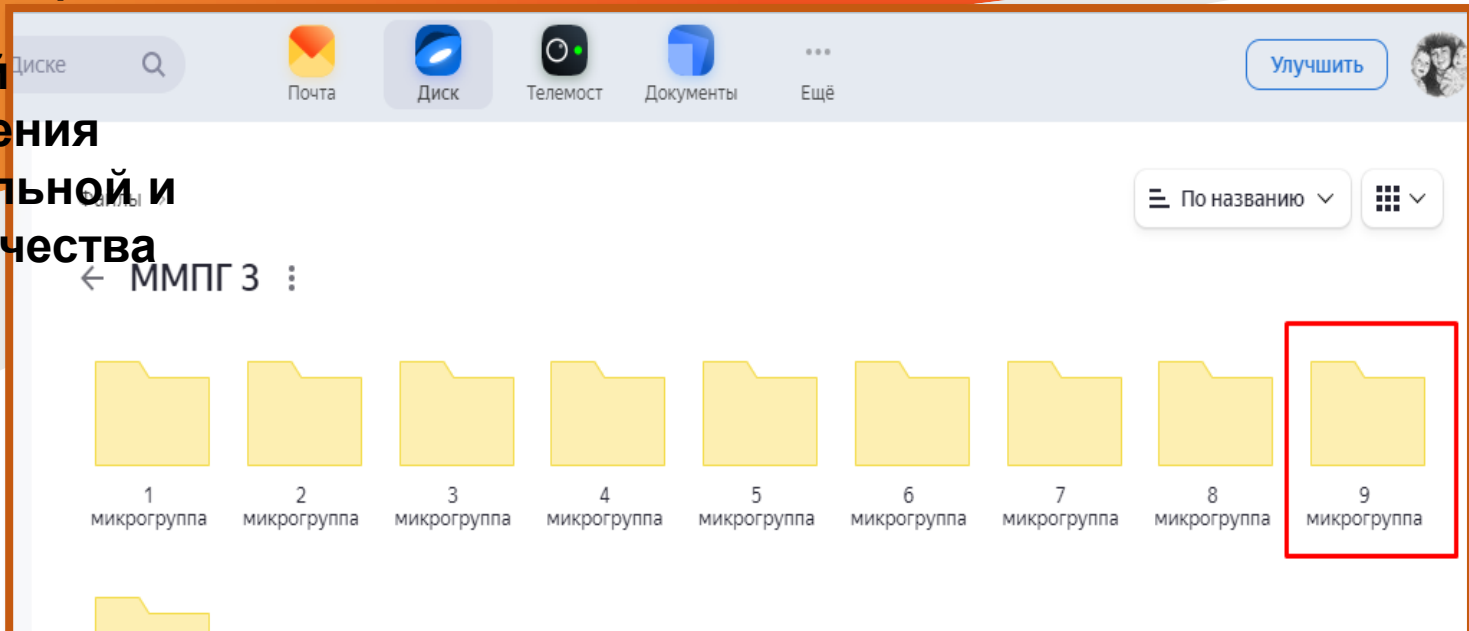 Диске
Почта
Диск
Телемост
Документы
Ещё
Улучшить
й
ения
льной и
чества
Файлы
По названию
ММПГ 3
1
микрогруппа
2
микрогруппа
3
микрогруппа
4
микрогруппа
5
микрогруппа
6
микрогруппа
7
микрогруппа
8
микрогруппа
9
микрогруппа